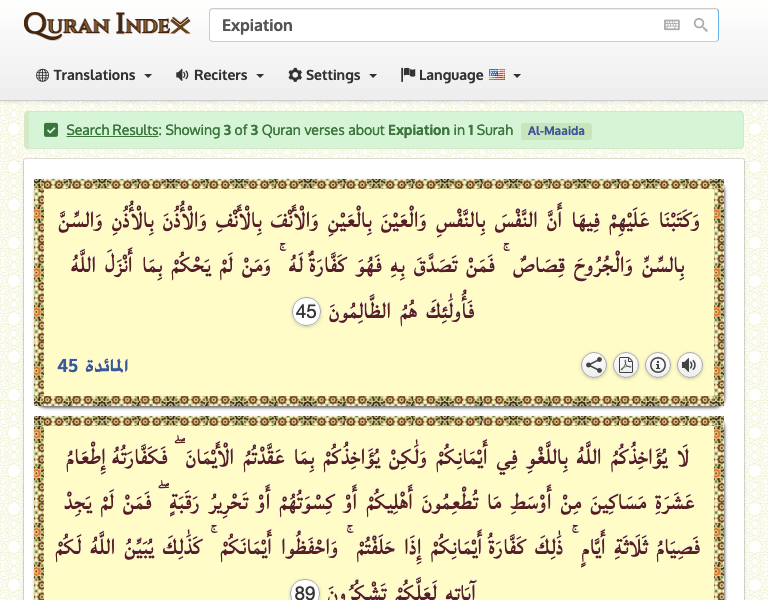 QURAN INDEX
Expiation
Translations
Reciters
Settings
Language
Search Results: Showing 3 of 3 Quran verses about Expiation in 1 Surah Al-Maaida
وَكَتَبْنَا عَلَيْهِمْ فِيهَا أَنَّ النَّفْسَ بِالنَّفْسِ وَالْعَيْنَ بِالْعَيْنِ وَالْأَنْفَ بِالْأَنْفِ وَالْأُذُنَ بِالْأُذُنِ وَالسِّنَّ
بِالسِّنِّ وَالْجُرُوحَ قِصَاصٌ ۚ فَمَنْ تَصَدَّقَ بِهِ فَهُوَ كَفَّارَةٌ لَهُ ۚ وَمَنْ لَمْ يَحْكُمْ بِمَا أَنْزَلَ اللَّهُ
فَأُولَٰئِكَ هُمُ الظَّالِمُونَ 45
المائدة 45
لَا يُؤَاخِذُكُمُ اللَّهُ بِاللَّغْوِ فِي أَيْمَانِكُمْ وَلَٰكِنْ يُؤَاخِذُكُمْ بِمَا عَقَّدْتُمُ الْأَيْمَانَ ۖ فَكَفَّارَتُهُ إِطْعَامُ
عَشَرَةِ مَسَاكِينَ مِنْ أَوْسَطِ مَا تُطْعِمُونَ أَهْلِيكُمْ أَوْ كِسْوَتُهُمْ أَوْ تَحْرِيرُ رَقَبَةٍ ۖ فَمَنْ لَمْ يَجِدْ
فَصِيَامُ ثَلَاثَةِ أَيَّامٍ ۚ ذَٰلِكَ كَفَّارَةُ أَيْمَانِكُمْ إِذَا حَلَفْتُمْ ۚ وَاحْفَظُوا أَيْمَانَكُمْ ۚ كَذَٰلِكَ يُبَيِّنُ اللَّهُ لَكُمْ
آيَاتِهِ لَعَلَّكُمْ تَشْكُرُونَ 89